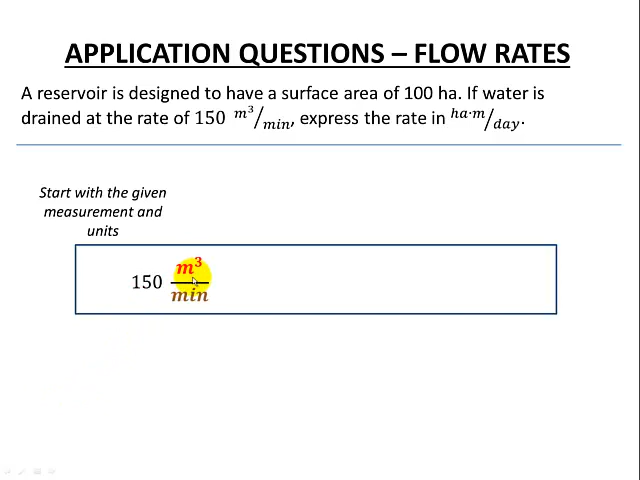 APPLICATION QUESTIONS – FLOW RATES
A reservoir is designed to have a surface area of 100 ha. If water is
drained at the rate of 150 m³/min, express the rate in ha·m/day.
Start with the given
measurement and
units
150 m³/min